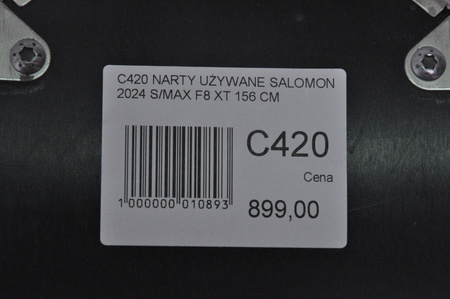 C420 NARTY UŻYWANE SALOMON
2024 S/MAX F8 XT 156 CM
C420
Cena
1 000000 010893
899,00